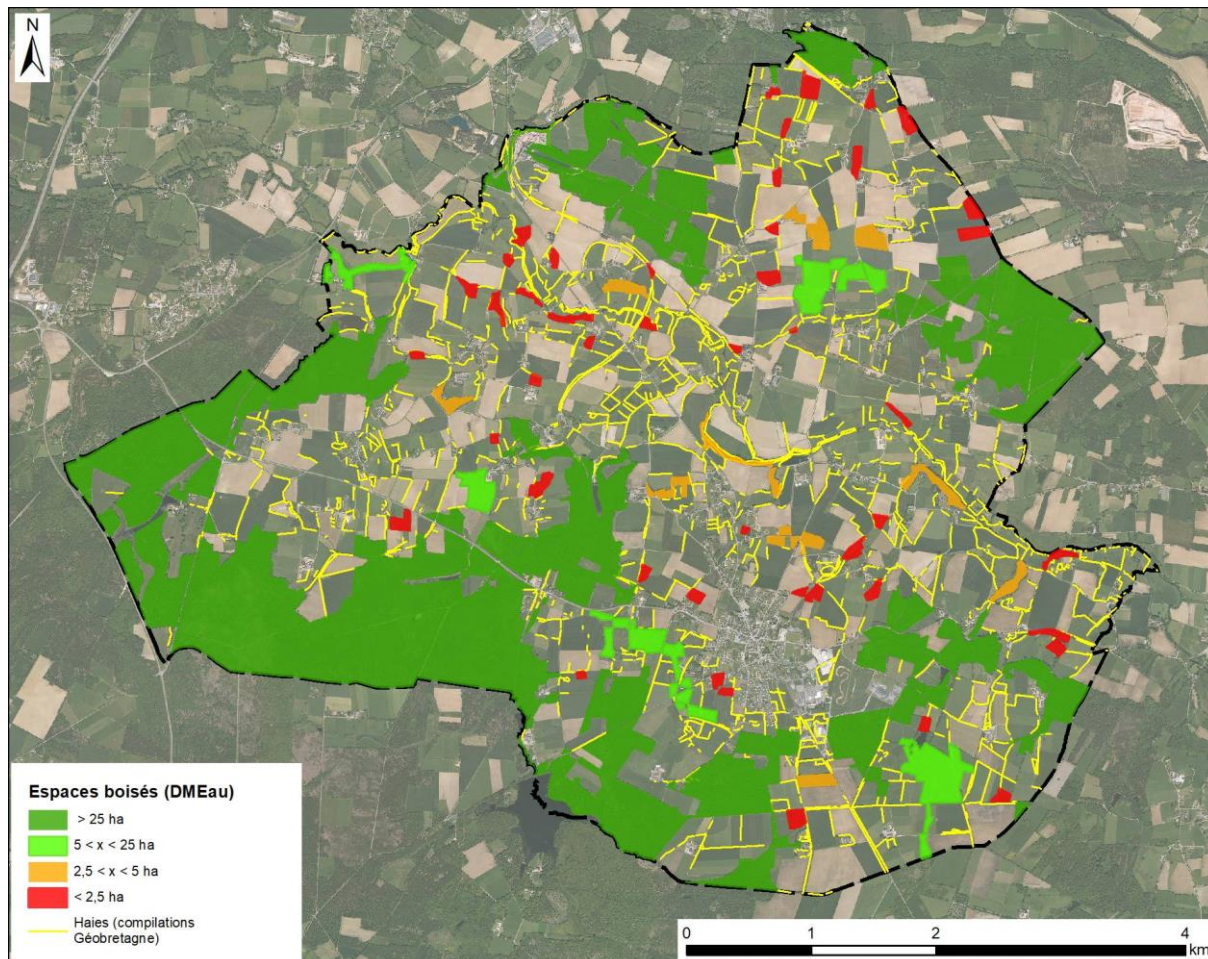 N
Espaces boisés (DMEau)
> 25 ha
5 < x < 25 ha
2,5 < x < 5 ha
< 2,5 ha
Haies (compilations
Géobretagne)
0 1 2 4
km